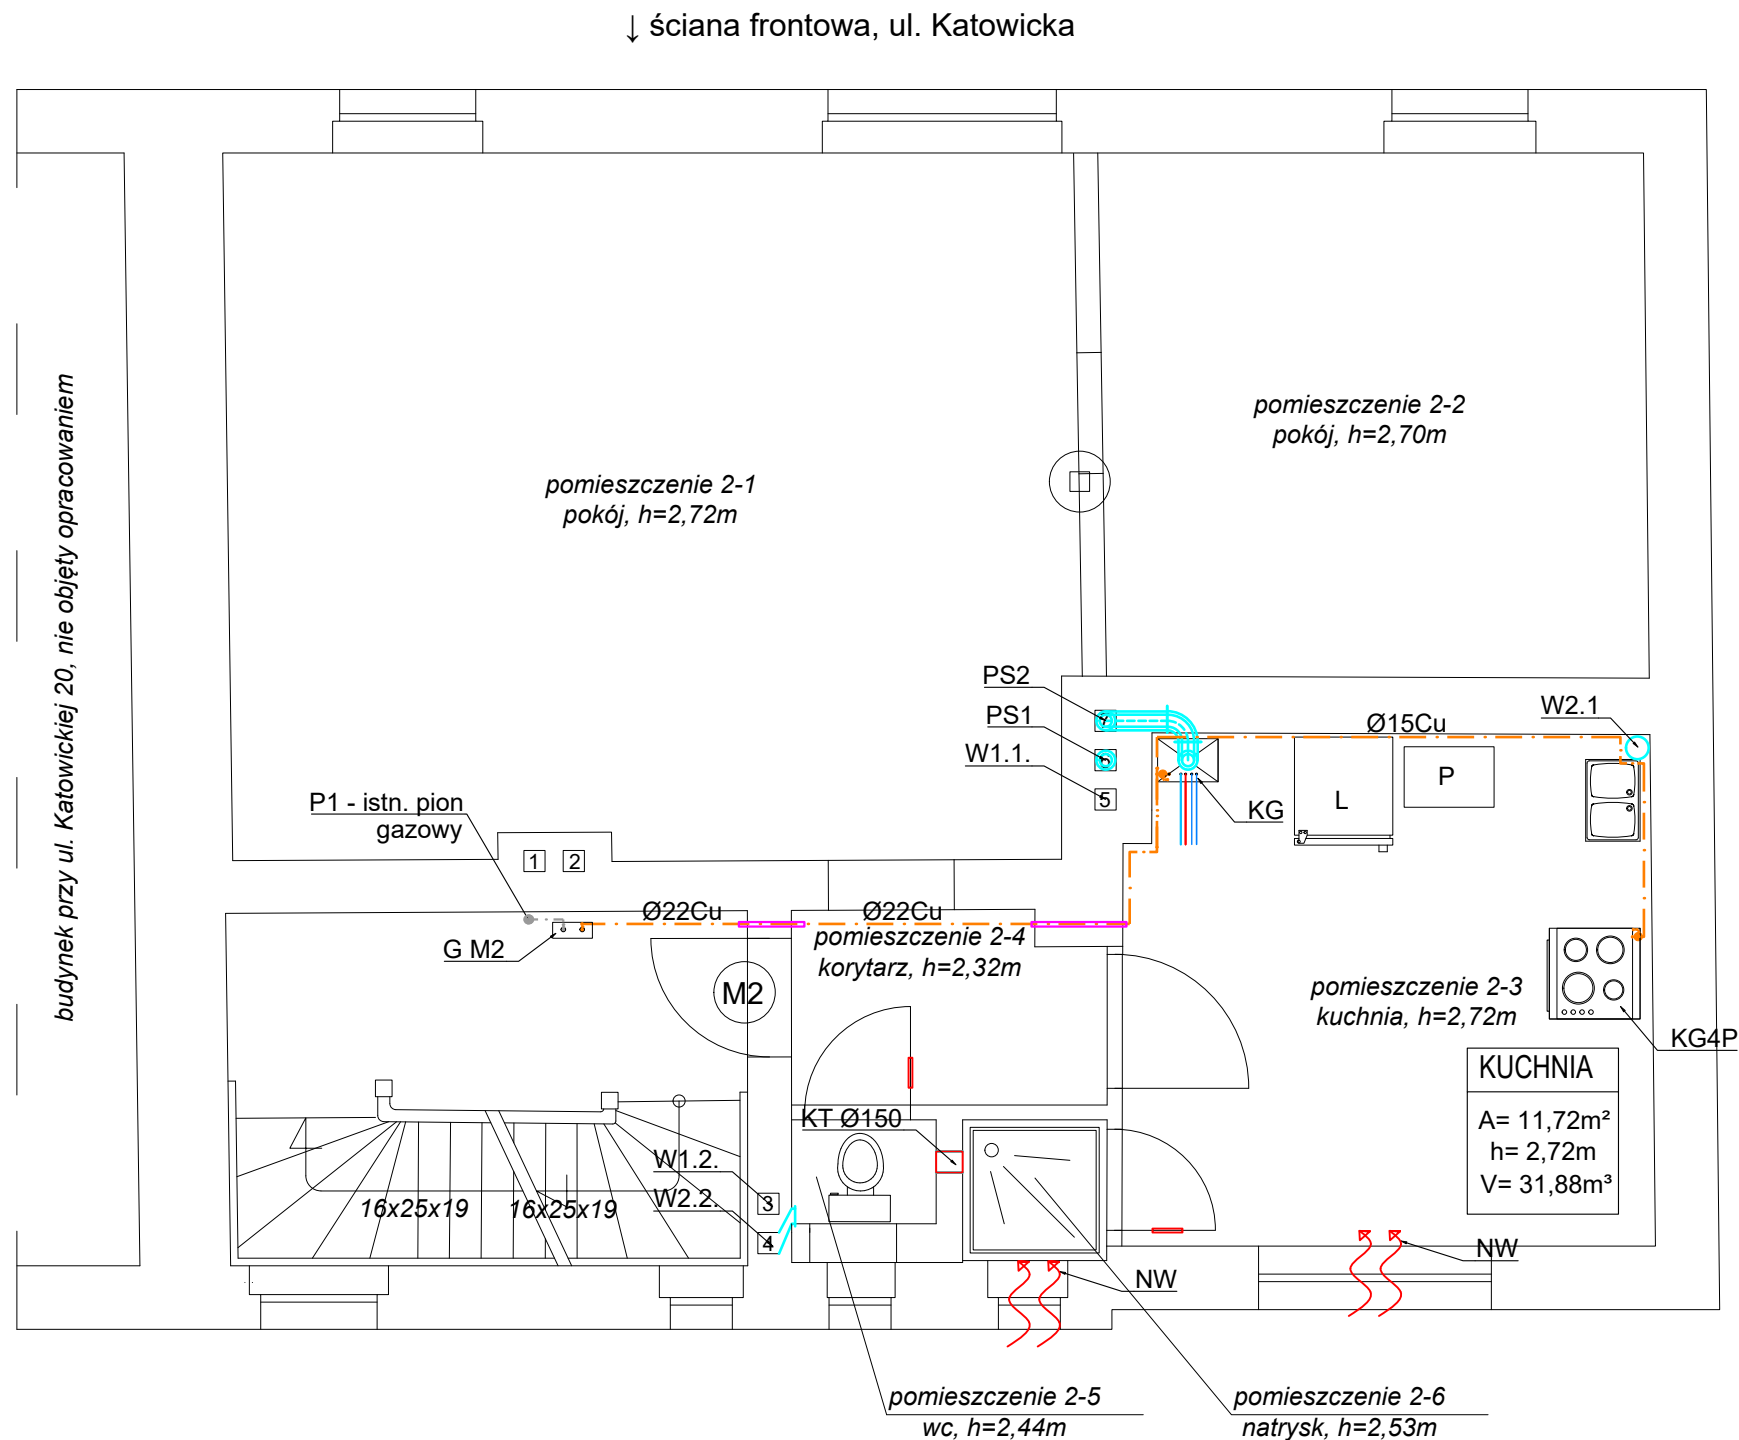 ↓ ściana frontowa, ul. Katowicka
budynek przy ul. Katowickiej 20, nie objęty opracowaniem
pomieszczenie 2-1
pokój, h=2,72m
pomieszczenie 2-2
pokój, h=2,70m
PS2
PS1
W1.1.
5
KG
Ø15Cu
W2.1
L
P
P1 - istn. pion
gazowy
1
2
G M2
Ø22Cu
Ø22Cu
pomieszczenie 2-4
korytarz, h=2,32m
M2
pomieszczenie 2-3
kuchnia, h=2,72m
KG4P
KUCHNIA
A= 11,72m²
h= 2,72m
V= 31,88m³
KT Ø150
W1.2.
W2.2.
3
4
16x25x19
16x25x19
NW
NW
pomieszczenie 2-5
wc, h=2,44m
pomieszczenie 2-6
natrysk, h=2,53m